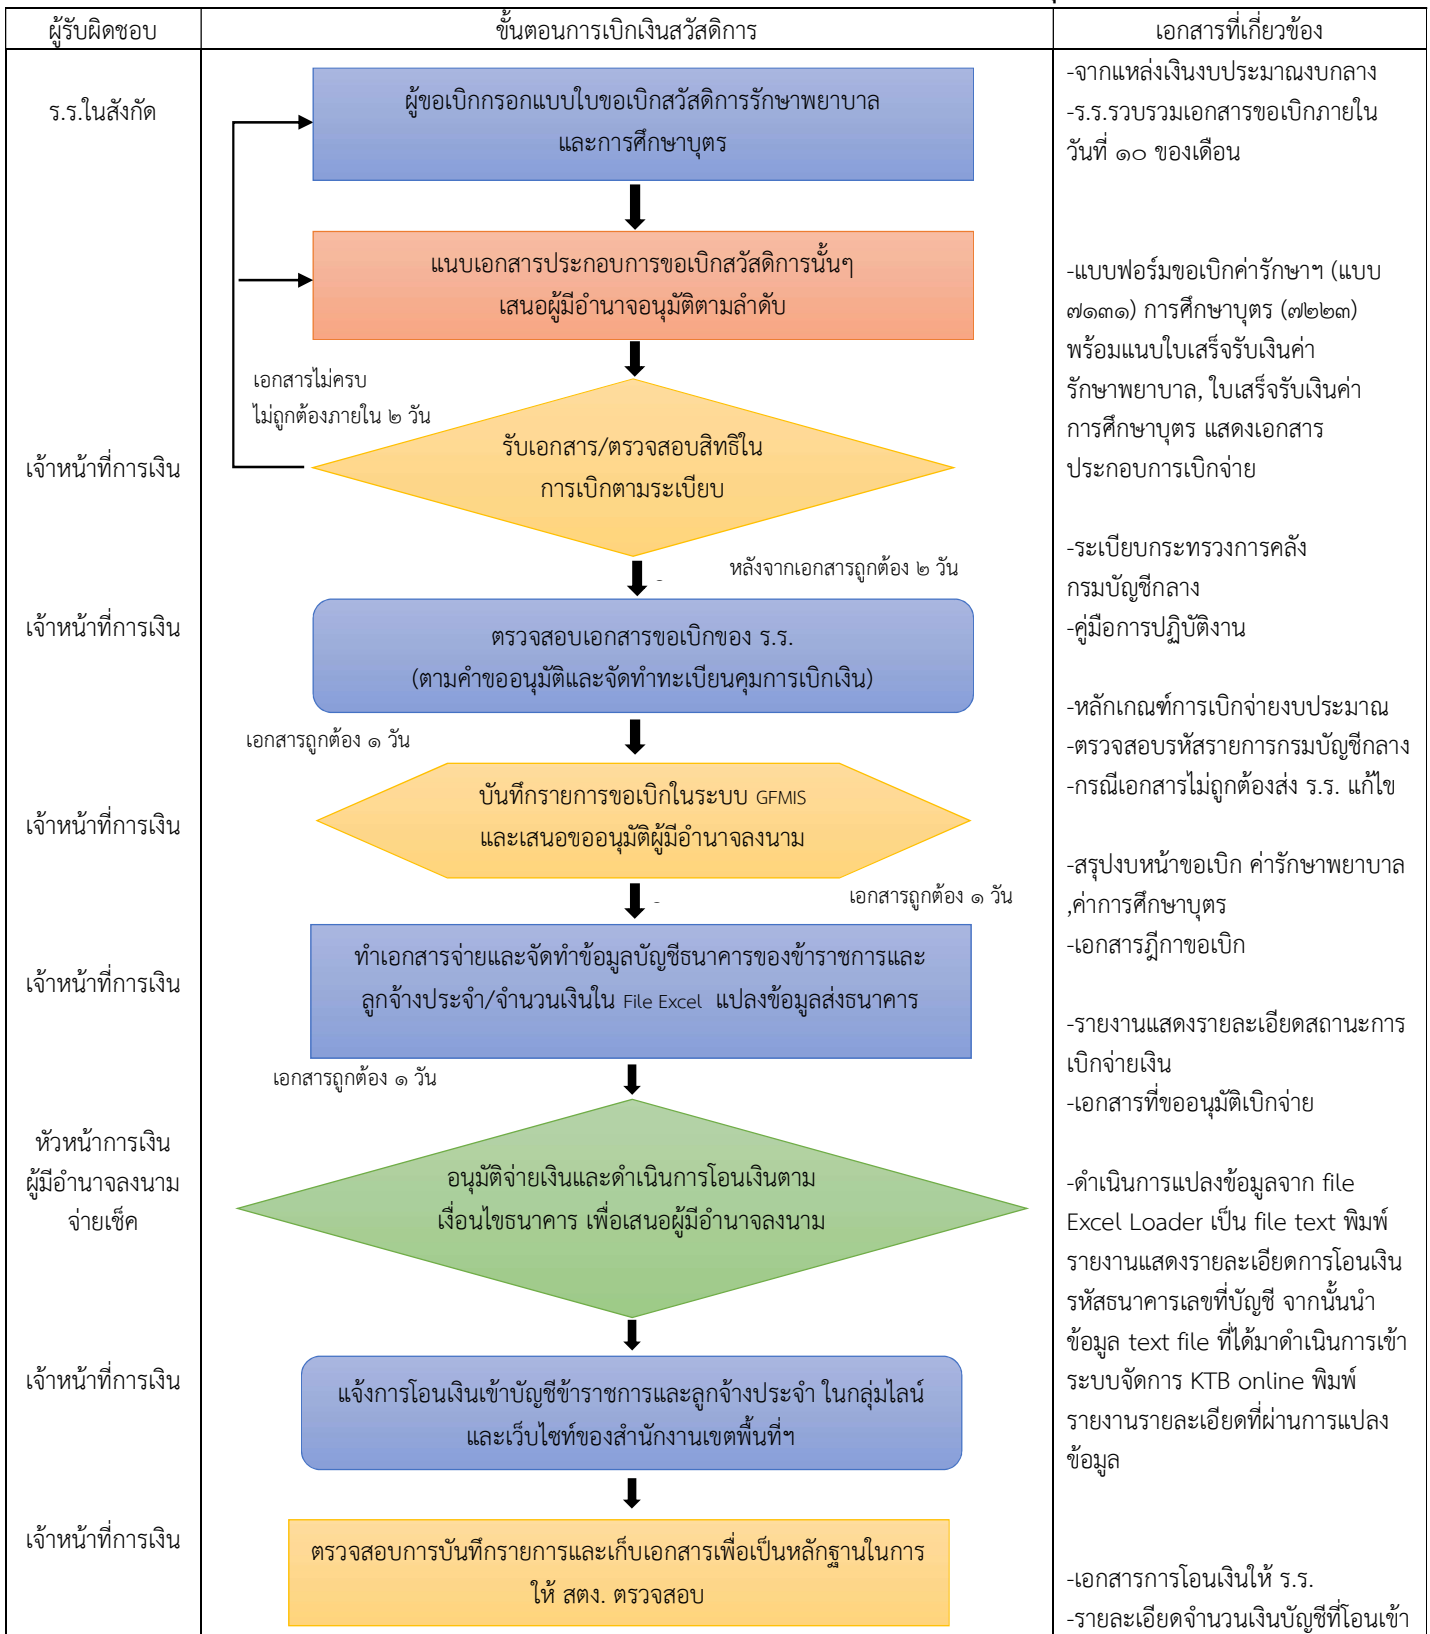 ผู้รับผิดชอบ
ขั้นตอนการเบิกเงินสวัสดิการ
เอกสารที่เกี่ยวข้อง
ร.ร.ในสังกัด
ผู้ขอเบิกกรอกแบบใบขอเบิกสวัสดิการรักษาพยาบาล
และการศึกษาบุตร
-จากแหล่งเงินงบประมาณงบกลาง
-ร.ร.รวบรวมเอกสารขอเบิกภายใน
วันที่ ๑๐ ของเดือน
แนบเอกสารประกอบการขอเบิกสวัสดิการนั้นๆ
เสนอผู้มีอำนาจอนุมัติตามลำดับ
-แบบฟอร์มขอเบิกค่ารักษาฯ (แบบ
๗๑๓๑) การศึกษาบุตร (๗๒๒๓)
พร้อมแนบใบเสร็จรับเงินค่า
รักษาพยาบาล, ใบเสร็จรับเงินค่า
การศึกษาบุตร แสดงเอกสาร
ประกอบการเบิกจ่าย
เอกสารไม่ครบ
ไม่ถูกต้องภายใน ๒ วัน
เจ้าหน้าที่การเงิน
รับเอกสาร/ตรวจสอบสิทธิใน
การเบิกตามระเบียบ
-ระเบียบกระทรวงการคลัง
กรมบัญชีกลาง
-คู่มือการปฏิบัติงาน
หลังจากเอกสารถูกต้อง ๒ วัน
เจ้าหน้าที่การเงิน
ตรวจสอบเอกสารขอเบิกของ ร.ร.
(ตามคำขออนุมัติและจัดทำทะเบียนคุมการเบิกเงิน)
-หลักเกณฑ์การเบิกจ่ายงบประมาณ
-ตรวจสอบรหัสรายการกรมบัญชีกลาง
-กรณีเอกสารไม่ถูกต้องส่ง ร.ร. แก้ไข
เอกสารถูกต้อง ๑ วัน
เจ้าหน้าที่การเงิน
บันทึกรายการขอเบิกในระบบ GFMIS
และเสนอขออนุมัติผู้มีอำนาจลงนาม
-สรุปงบหน้าขอเบิก ค่ารักษาพยาบาล
,ค่าการศึกษาบุตร
-เอกสารฎีกาขอเบิก
เอกสารถูกต้อง ๑ วัน
เจ้าหน้าที่การเงิน
ทำเอกสารจ่ายและจัดทำข้อมูลบัญชีธนาคารของข้าราชการและ
ลูกจ้างประจำ/จำนวนเงินใน File Excel แปลงข้อมูลส่งธนาคาร
-รายงานแสดงรายละเอียดสถานะการ
เบิกจ่ายเงิน
-เอกสารที่ขออนุมัติเบิกจ่าย
เอกสารถูกต้อง ๑ วัน
หัวหน้าการเงิน
ผู้มีอำนาจลงนาม
จ่ายเช็ค
อนุมัติจ่ายเงินและดำเนินการโอนเงินตาม
เงื่อนไขธนาคาร เพื่อเสนอผู้มีอำนาจลงนาม
-ดำเนินการแปลงข้อมูลจาก file
Excel Loader เป็น file text พิมพ์
รายงานแสดงรายละเอียดการโอนเงิน
รหัสธนาคารเลขที่บัญชี จากนั้นนำ
ข้อมูล text file ที่ได้มาดำเนินการเข้า
ระบบจัดการ KTB online พิมพ์
รายงานรายละเอียดที่ผ่านการแปลง
ข้อมูล
เจ้าหน้าที่การเงิน
แจ้งการโอนเงินเข้าบัญชีข้าราชการและลูกจ้างประจำ ในกลุ่มไลน์
และเว็บไซท์ของสำนักงานเขตพื้นที่ฯ
เจ้าหน้าที่การเงิน
ตรวจสอบการบันทึกรายการและเก็บเอกสารเพื่อเป็นหลักฐานในการ
ให้ สตง. ตรวจสอบ
-เอกสารการโอนเงินให้ ร.ร.
-รายละเอียดจำนวนเงินบัญชีที่โอนเข้า